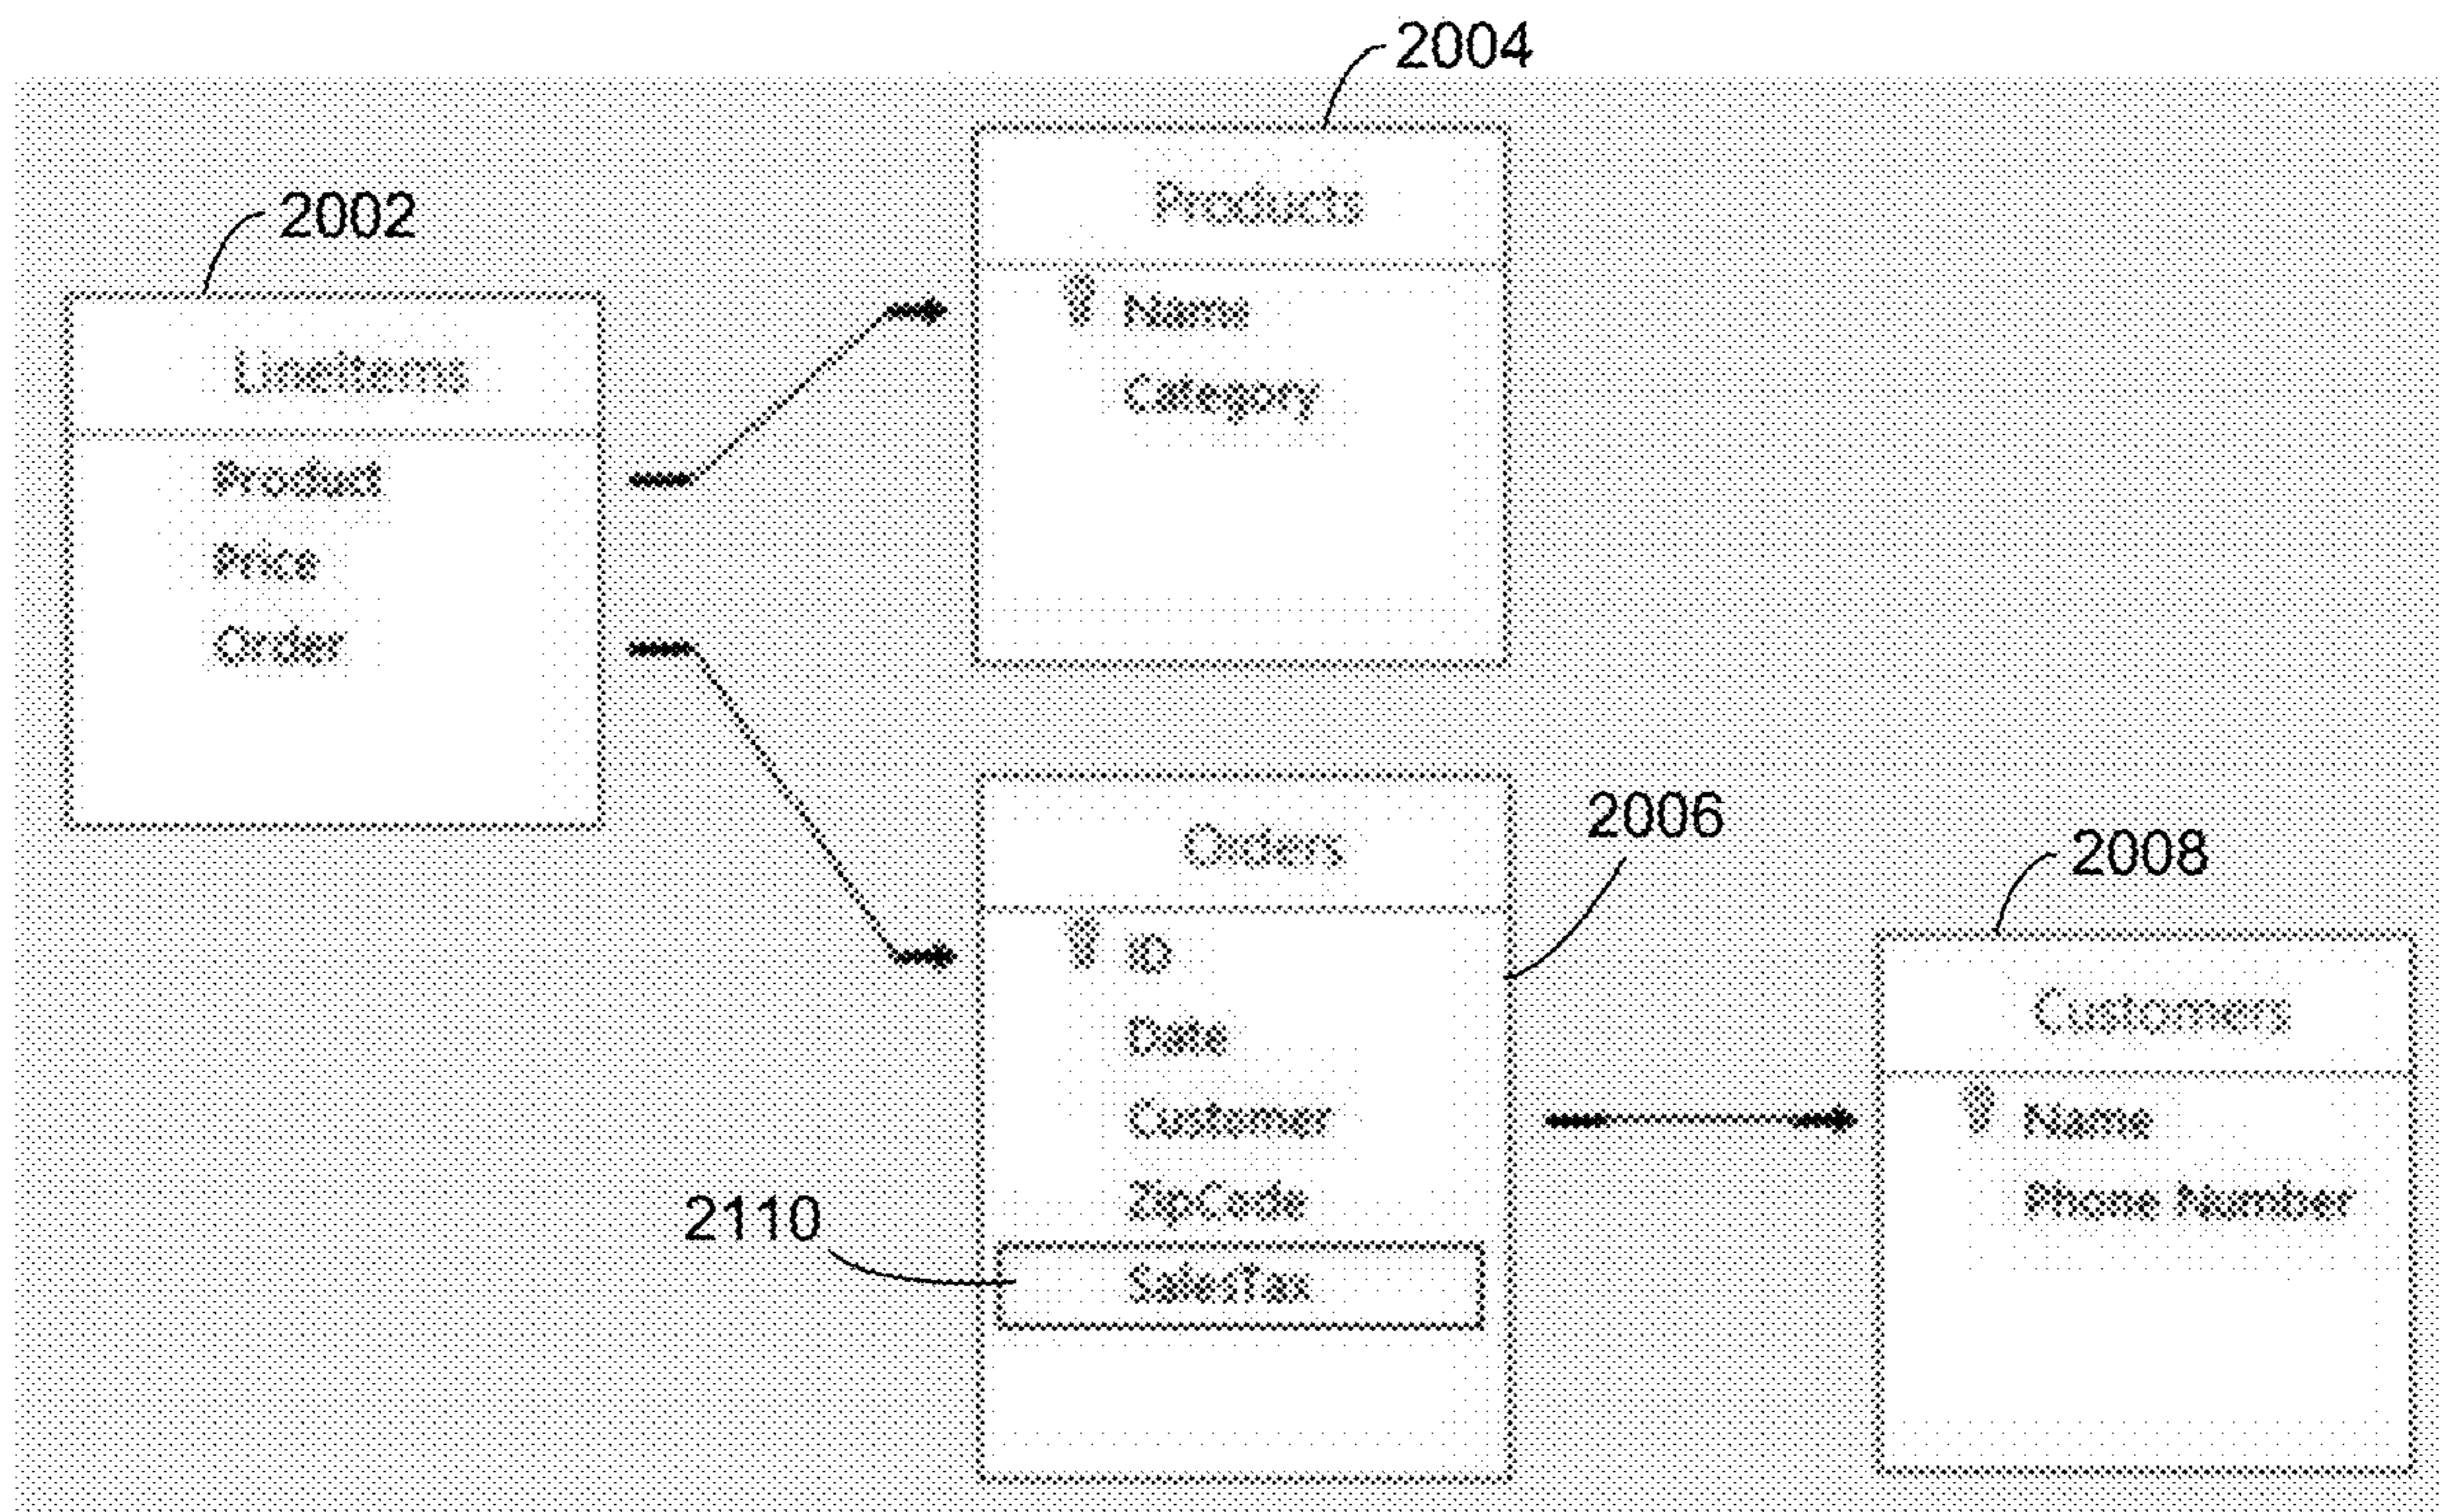 2004
Products
Name
Category
2002
LineItems
Product
Price
Order
2006
Orders
ID
Date
Customer
ZipCode
2110
SalesTax
2008
Customers
Name
Phone Number